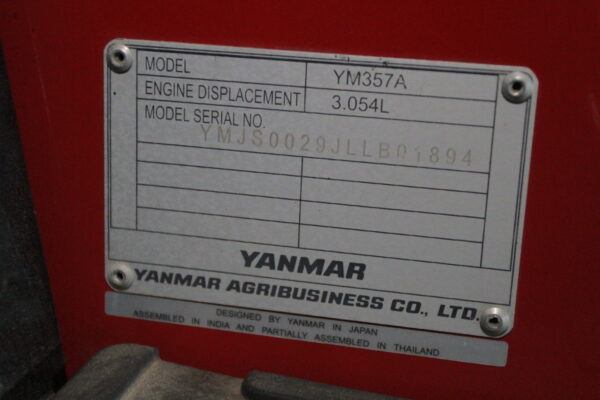 MODEL YM357A
ENGINE DISPLACEMENT 3.054L
MODEL SERIAL NO.
YMJS0029JLLB01894
YANMAR
YANMAR AGRIBUSINESS CO., LTD.
DESIGNED BY YANMAR IN JAPAN
ASSEMBLED IN INDIA AND PARTIALLY ASSEMBLED IN THAILAND